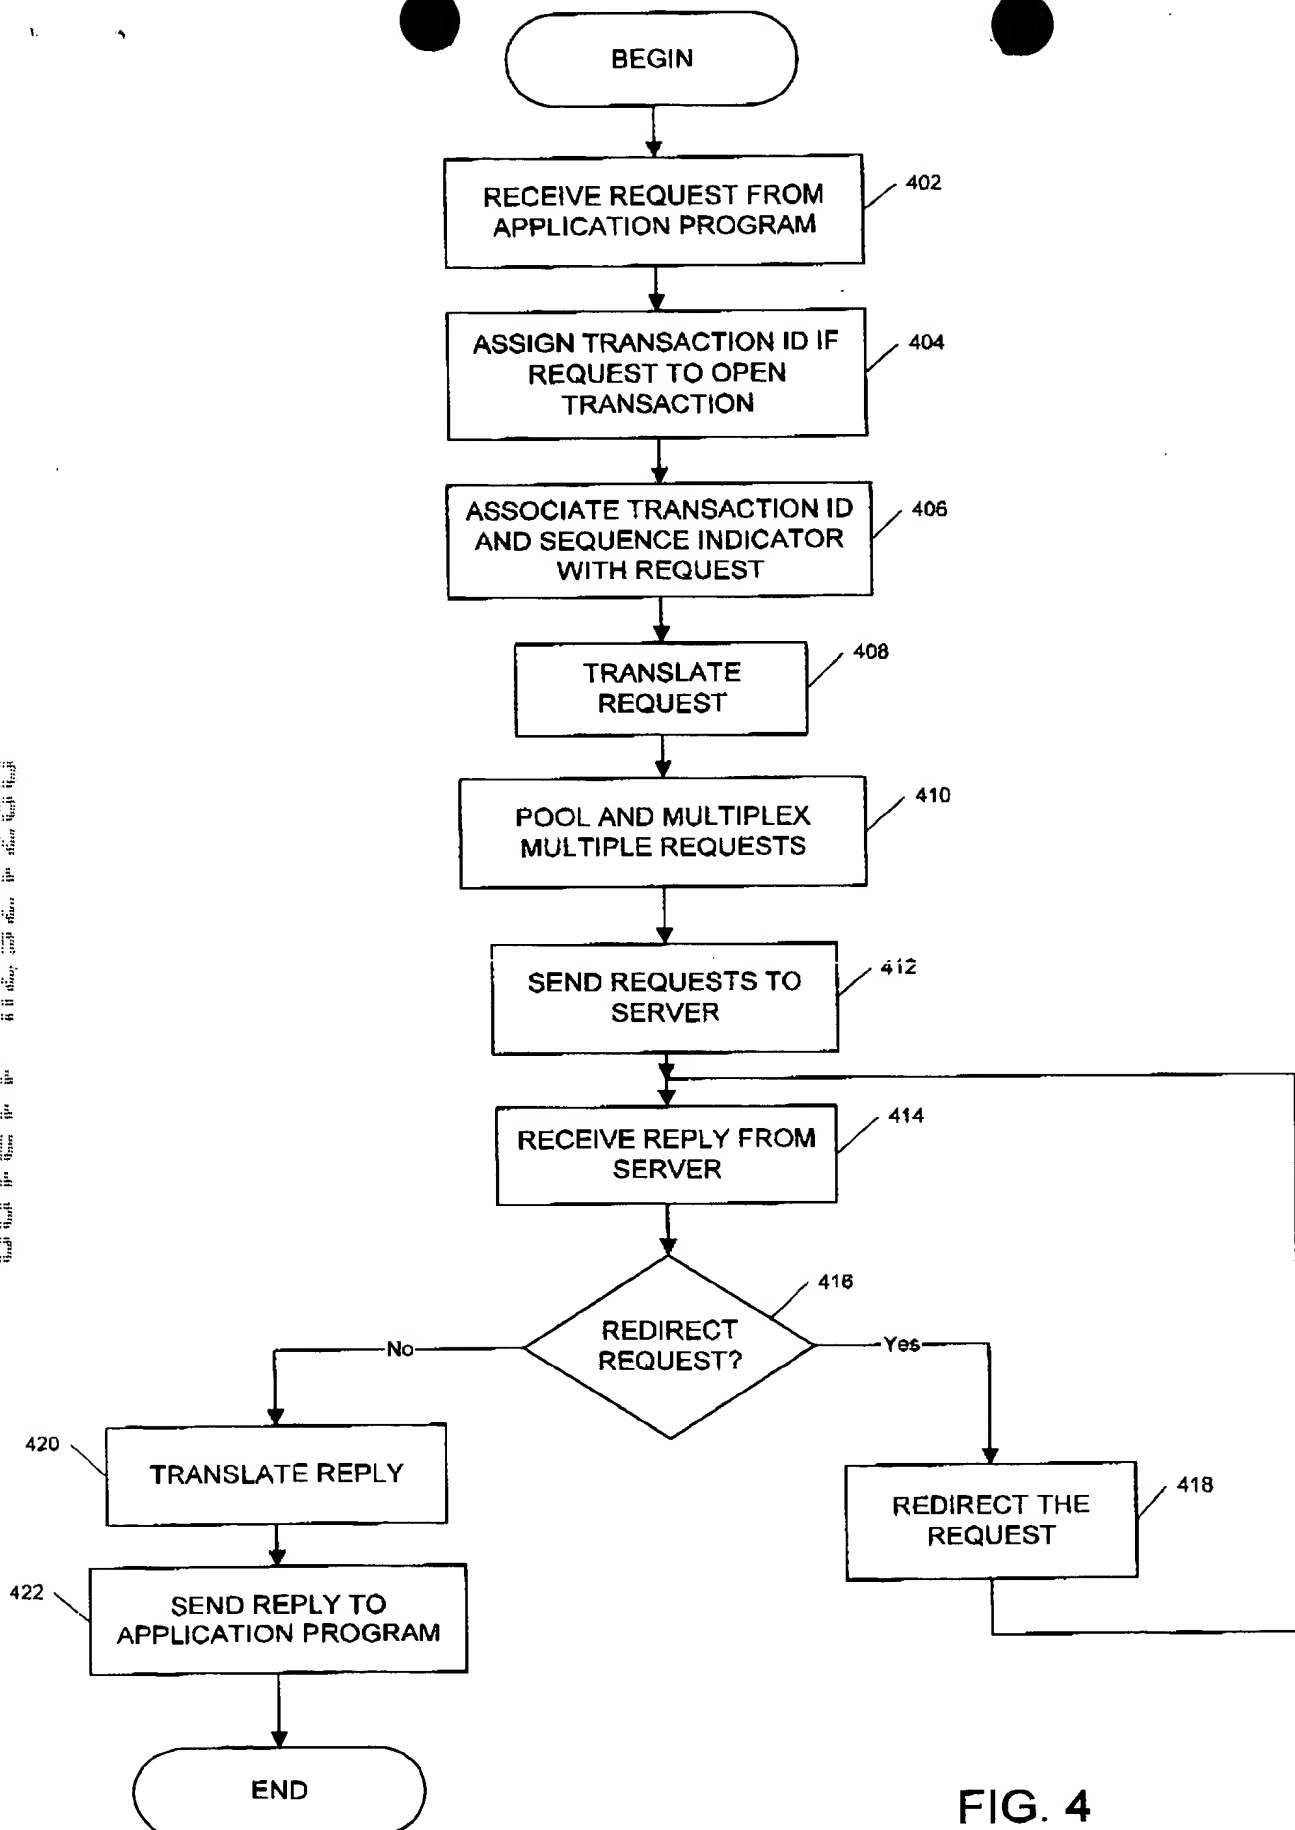 BEGIN
RECEIVE REQUEST FROM
APPLICATION PROGRAM
402
ASSIGN TRANSACTION ID IF
REQUEST TO OPEN
TRANSACTION
404
ASSOCIATE TRANSACTION ID
AND SEQUENCE INDICATOR
WITH REQUEST
406
TRANSLATE
REQUEST
408
POOL AND MULTIPLEX
MULTIPLE REQUESTS
410
SEND REQUESTS TO
SERVER
412
RECEIVE REPLY FROM
SERVER
414
REDIRECT
REQUEST?
416
No
Yes
420
TRANSLATE REPLY
REDIRECT THE
REQUEST
418
422
SEND REPLY TO
APPLICATION PROGRAM
END
FIG. 4